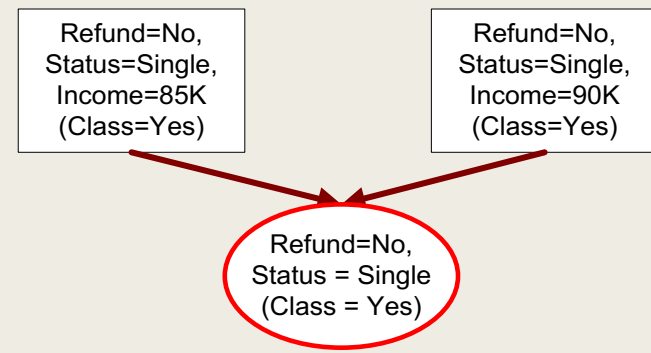 Refund=No,
Status=Single,
Income=85K
(Class=Yes)
Refund=No,
Status=Single,
Income=90K
(Class=Yes)
Refund=No,
Status = Single
(Class = Yes)